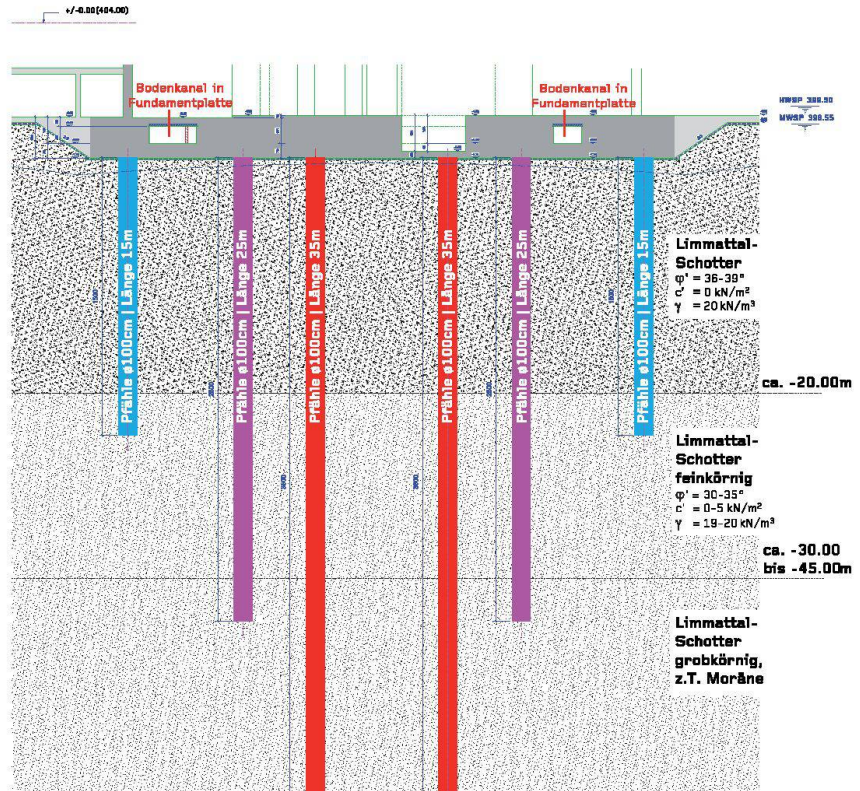 +/-0.00(404.00)
Bodenkanal in
Fundamentplatte
Bodenkanal in
Fundamentplatte
HWSP 399.90
MWSP 398.55
Pfähle ø100cm | Länge 15m
Pfähle ø100cm | Länge 25m
Pfähle ø100cm | Länge 35m
Pfähle ø100cm | Länge 35m
Pfähle ø100cm | Länge 25m
Pfähle ø100cm | Länge 15m
Limmattal-
Schotter
φ' = 36-39°
c' = 0 kN/m²
γ = 20 kN/m³
ca. -20.00m
Limmattal-
Schotter
feinkörnig
φ' = 30-35°
c' = 0-5 kN/m²
γ = 19-20 kN/m³
ca. -30.00
bis -45.00m
Limmattal-
Schotter
grobkörnig,
z.T. Moräne